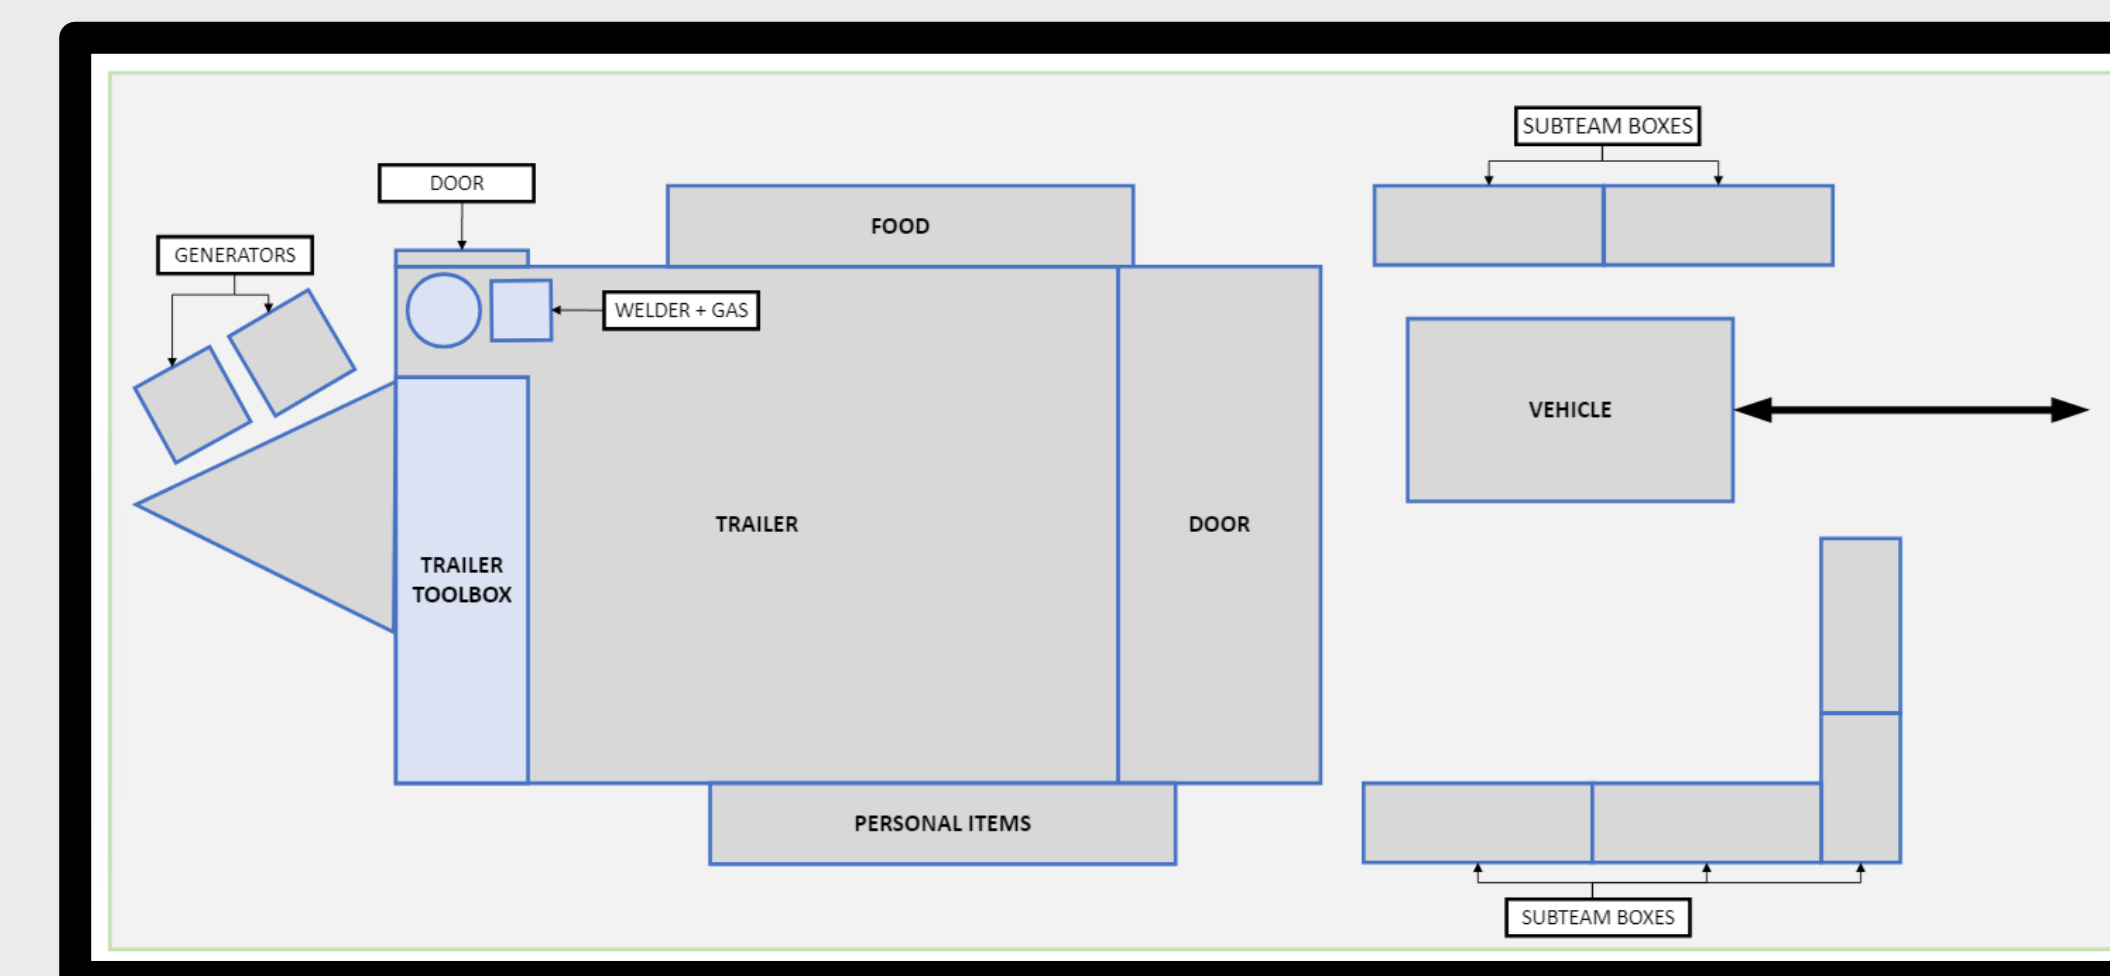 SUBTEAM BOXES
DOOR
FOOD
GENERATORS
WELDER + GAS
VEHICLE
TRAILER
DOOR
TRAILER
TOOLBOX
PERSONAL ITEMS
SUBTEAM BOXES